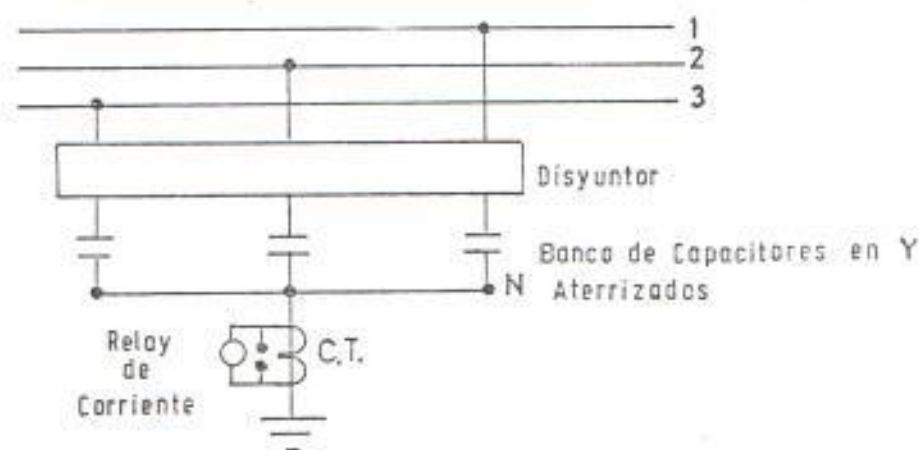 1
2
3
Disyuntor
Banco de Capacitores en Y
N Aterrizados
Relay
de
Corriente
C.T.